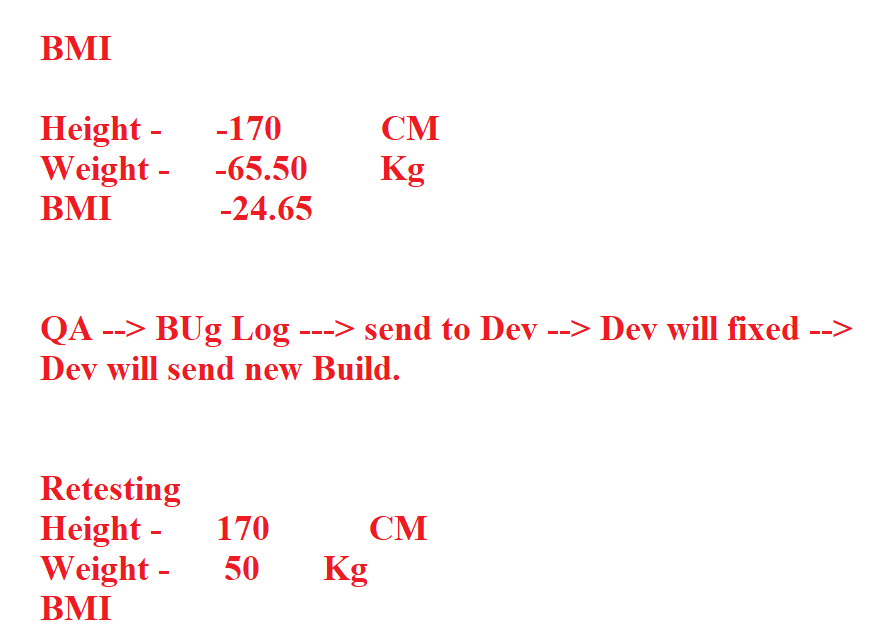 BMI
Height - -170 CM
Weight - -65.50 Kg
BMI -24.65
QA --> BUg Log ---> send to Dev --> Dev will fixed -->
Dev will send new Build.
Retesting
Height - 170 CM
Weight - 50 Kg
BMI